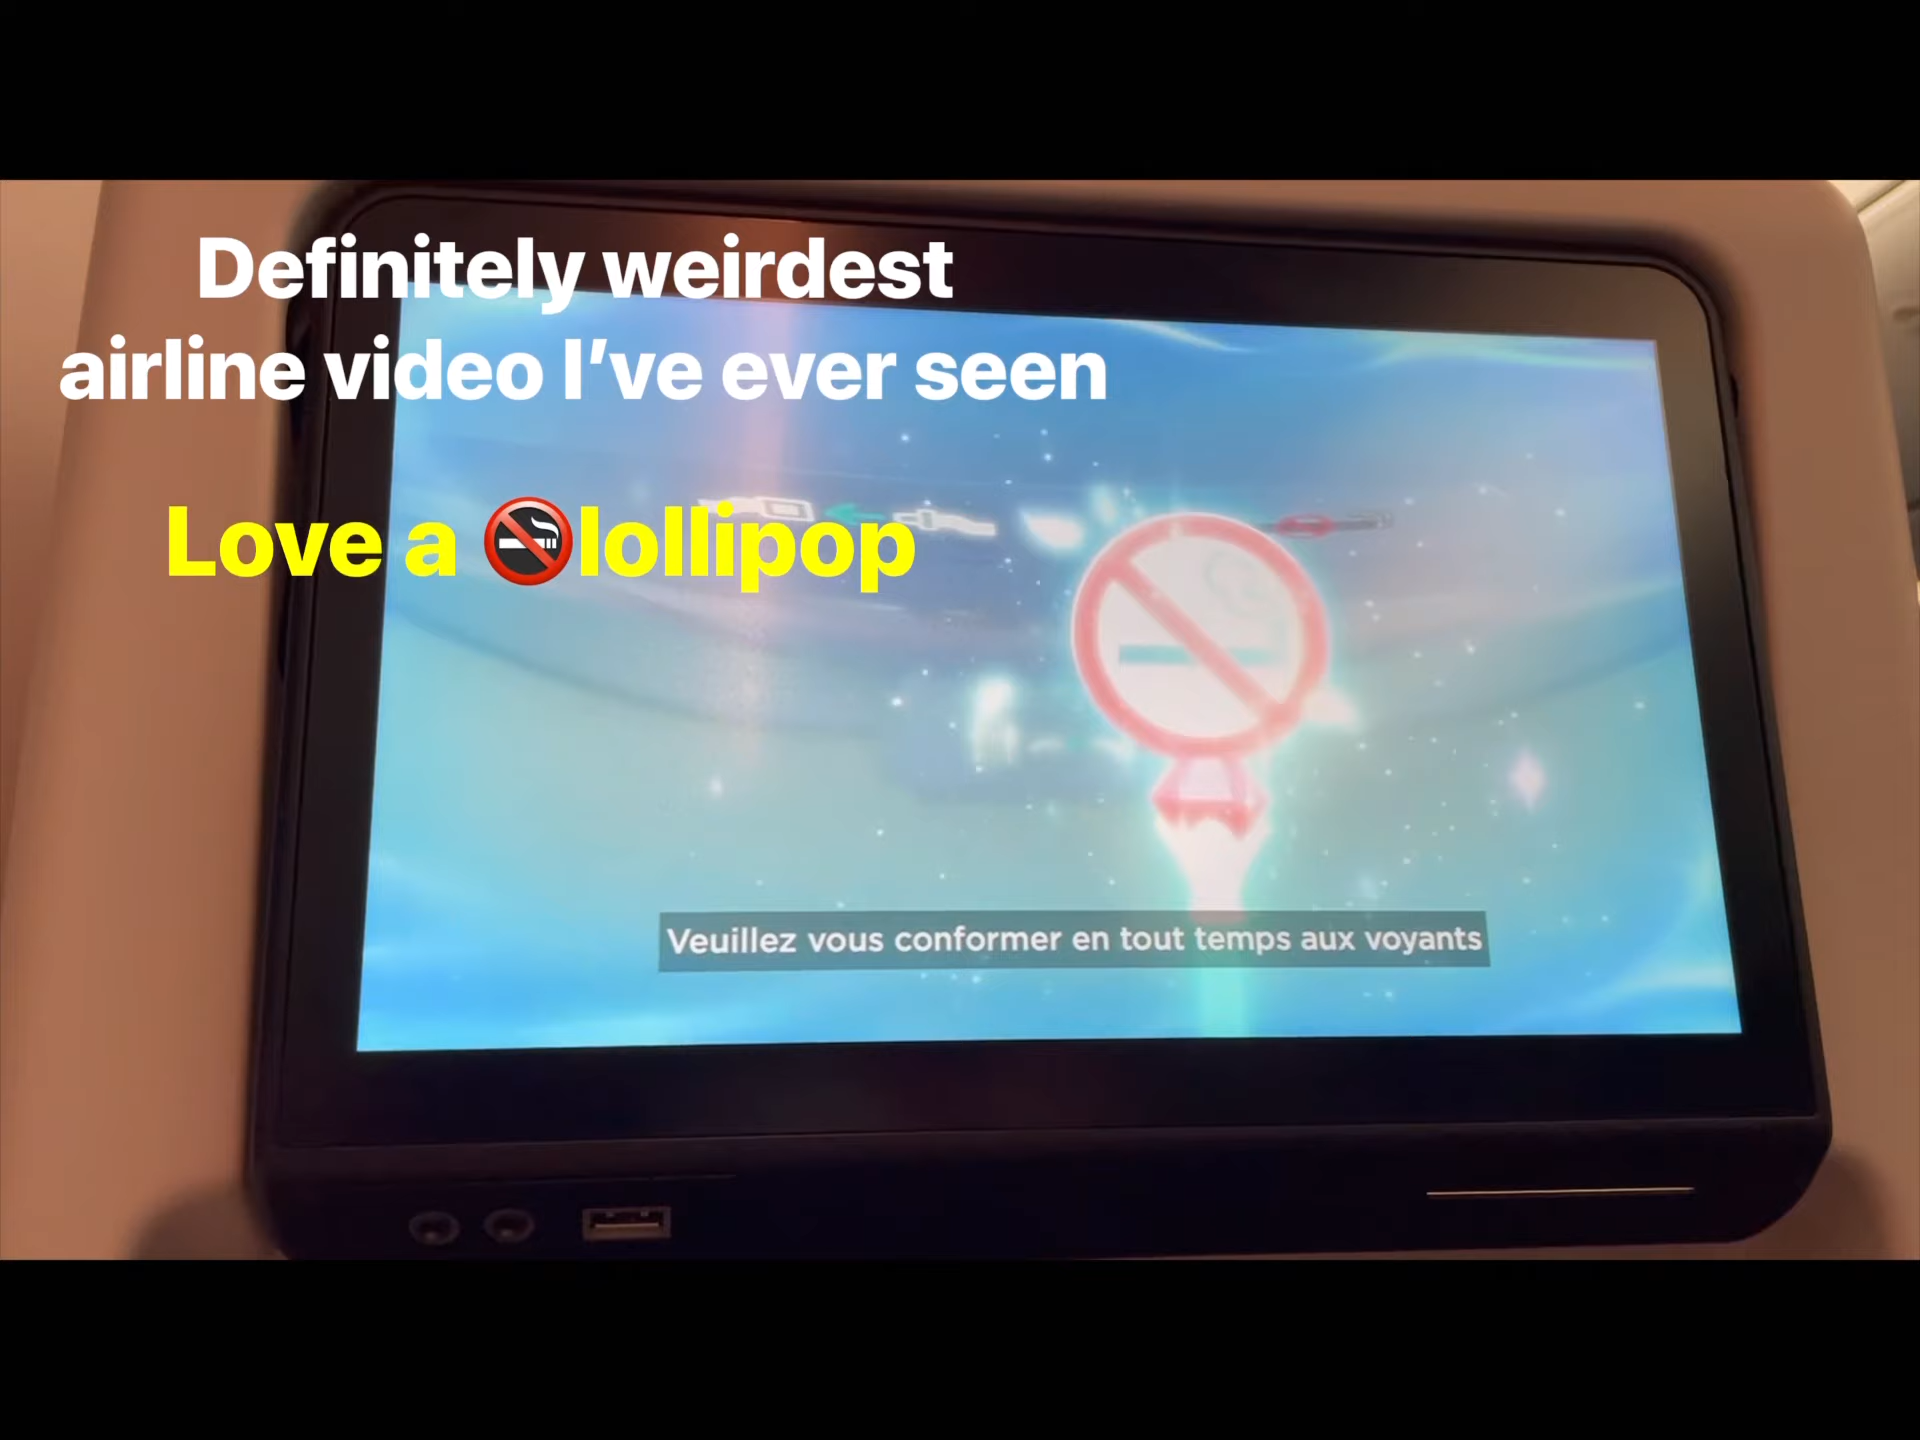 Definitely weirdest
airline video I've ever seen
Love a 🚭lollipop
Veuillez vous conformer en tout temps aux voyants